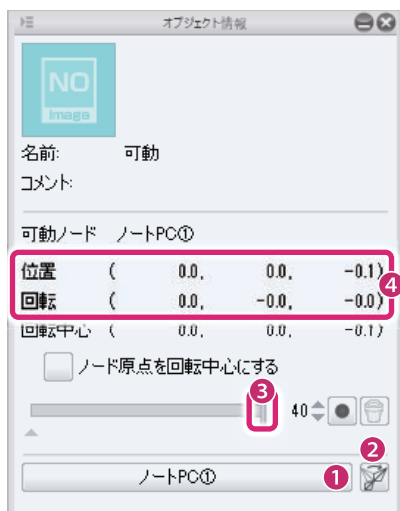 オブジェクト情報
NO
image
名前: 可動
コメント:
可動ノード ノートPC①
位置 ( 0.0, 0.0, -0.1)
4
回転 ( 0.0, -0.0, -0.0)
回転中心 ( 0.0, 0.0, -0.1)
ノード原点を回転中心にする
3
40
2
ノートPC①
1